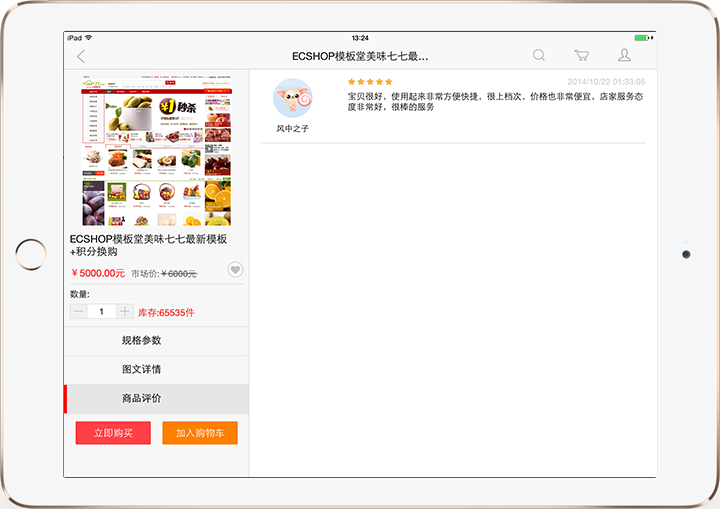 iPad
13:24
ECSHOP模板堂美味七七最...
¥1秒杀
ECSHOP模板堂美味七七最新模板
+积分换购
￥5000.00元 市场价:￥6000元
数量:
1 库存:65535件
规格参数
图文详情
商品评价
立即购买 加入购物车
风中之子
2014/10/22 01:33:05
宝贝很好，使用起来非常方便快捷，很上档次，价格也非常便宜，店家服务态
度非常好，很棒的服务